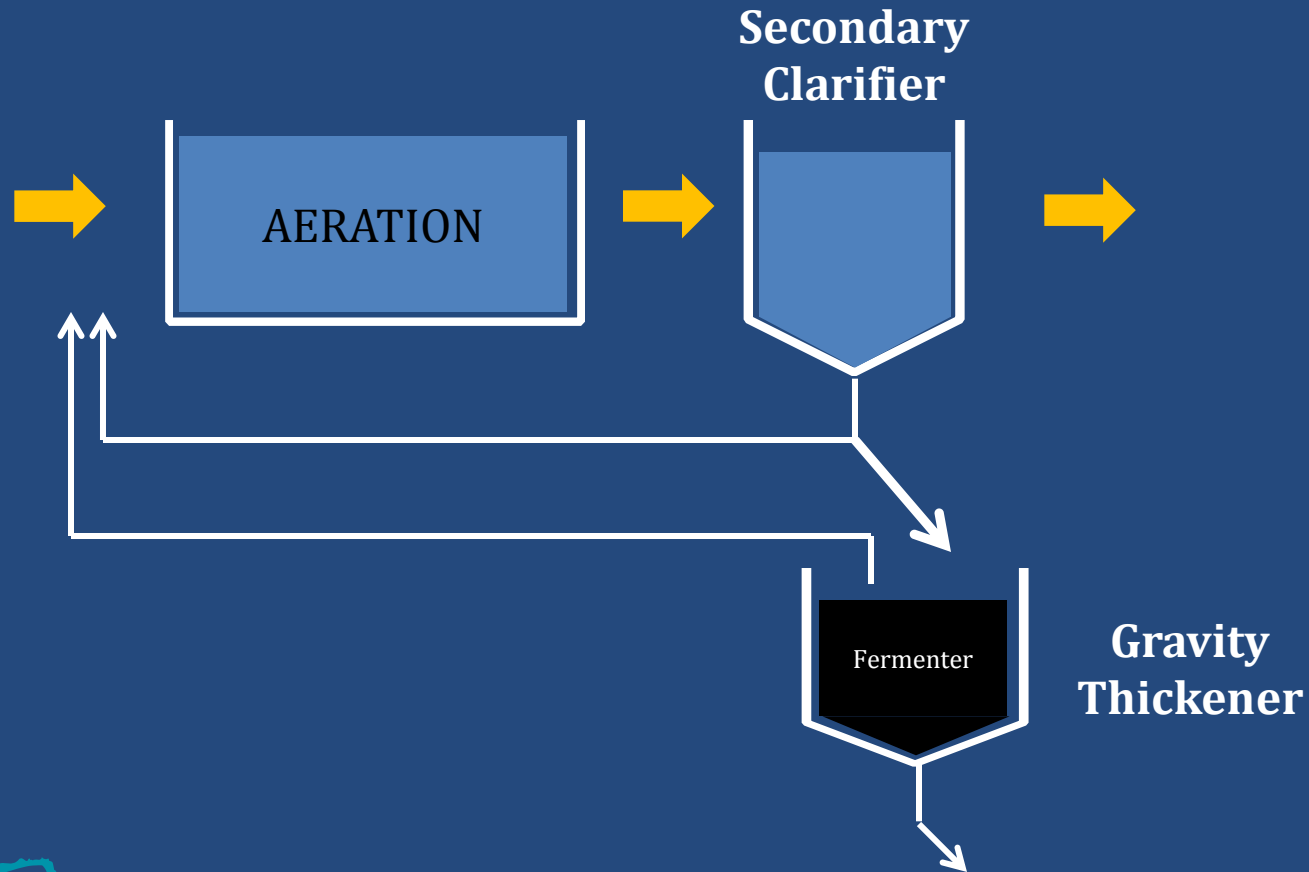 Secondary
Clarifier
AERATION
Fermenter
Gravity
Thickener